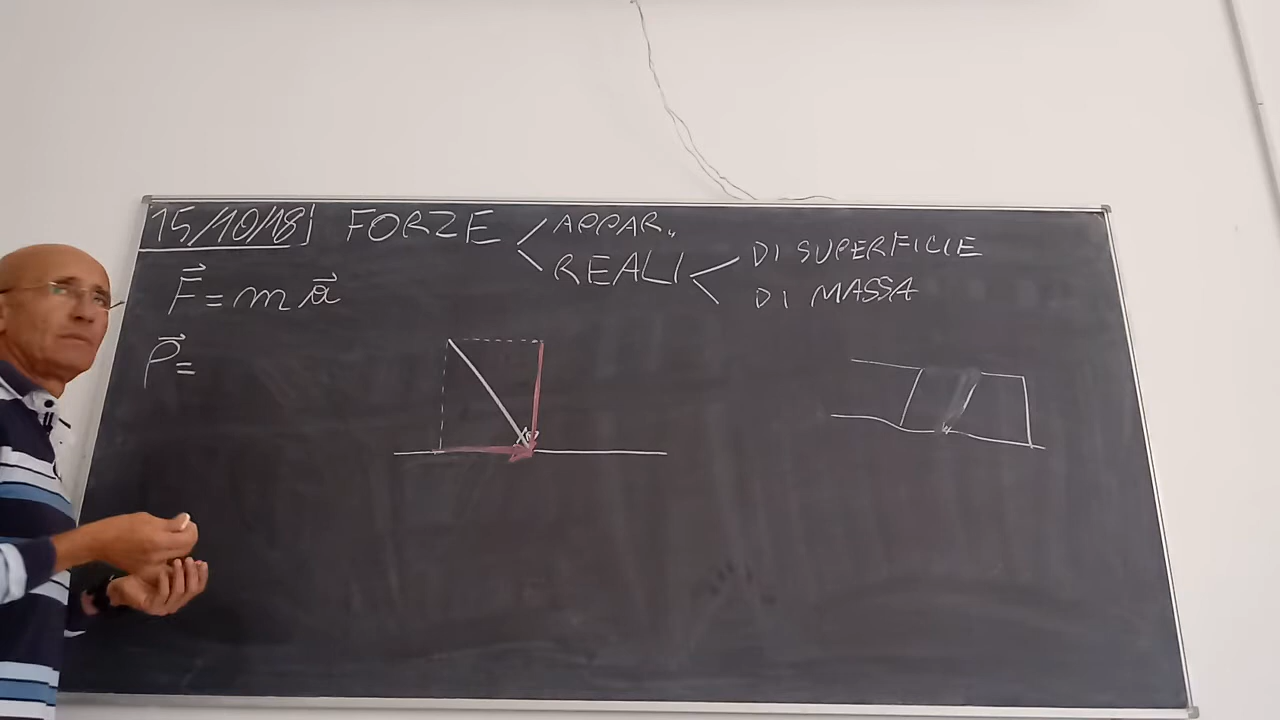 15/10/18 FORZE APPAR.
REALI DI SUPERFICIE
DI MASSA
F⃗ = m a⃗
P⃗ =